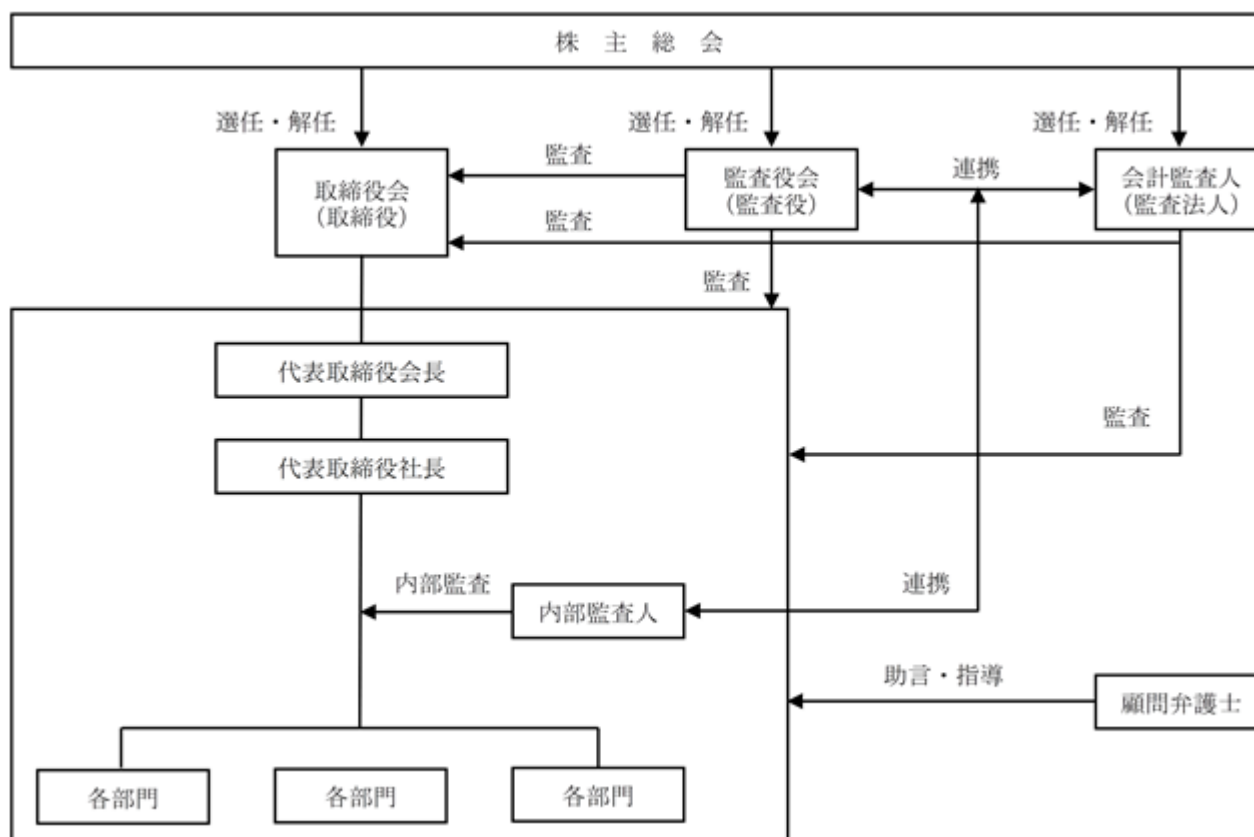 株 主 総 会
選任・解任
選任・解任
選任・解任
取締役会
(取締役)
監査
監査役会
(監査役)
連携
会計監査人
(監査法人)
監査
監査
代表取締役会長
監査
代表取締役社長
内部監査
内部監査人
連携
助言・指導
顧問弁護士
各部門
各部門
各部門